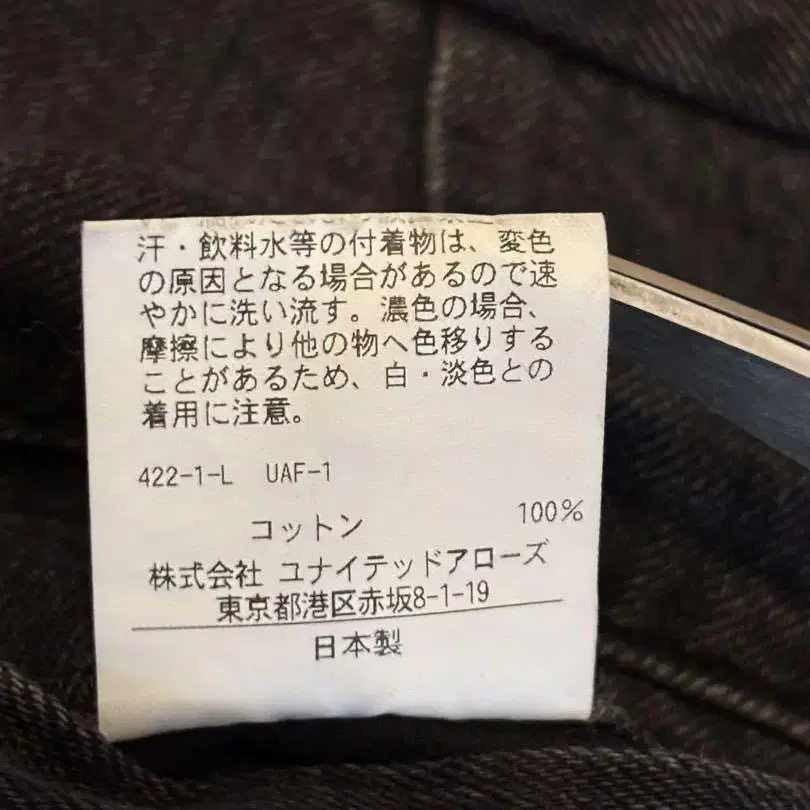 汗・飲料水等の付着物は、変色
の原因となる場合があるので速
やかに洗い流す。濃色の場合、
摩擦により他の物へ色移りする
ことがあるため、白・淡色との
着用に注意。
422-1-L UAF-1
コットン 100%
株式会社 ユナイテッドアローズ
東京都港区赤坂8-1-19
日本製